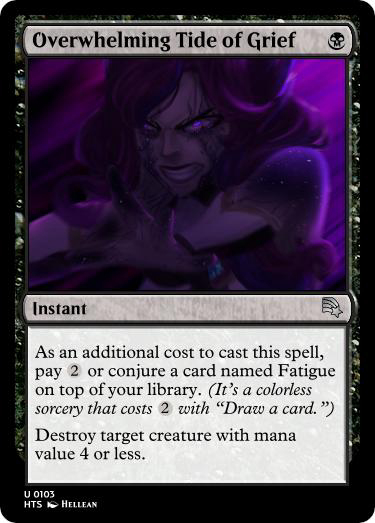 Overwhelming Tide of Grief
Instant
As an additional cost to cast this spell,
pay 2 or conjure a card named Fatigue
on top of your library. (It's a colorless
sorcery that costs 2 with “Draw a card.”)
Destroy target creature with mana
value 4 or less.
U 0103
HTS Hellean